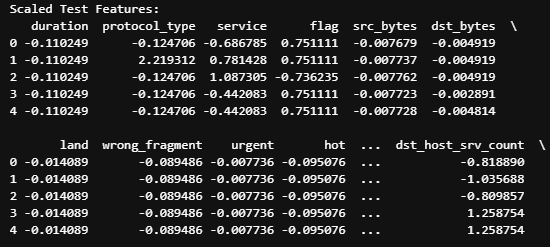 Scaled Test Features:
   duration  protocol_type   service      flag  src_bytes  dst_bytes  \
0 -0.110249      -0.124706 -0.686785  0.751111  -0.007679  -0.004919
1 -0.110249       2.219312  0.781428  0.751111  -0.007737  -0.004919
2 -0.110249      -0.124706  1.087305 -0.736235  -0.007762  -0.004919
3 -0.110249      -0.124706 -0.442083  0.751111  -0.007723  -0.002891
4 -0.110249      -0.124706 -0.442083  0.751111  -0.007728  -0.004814
       land  wrong_fragment    urgent       hot  ...  dst_host_srv_count  \
0 -0.014089       -0.089486 -0.007736 -0.095076  ...           -0.818890
1 -0.014089       -0.089486 -0.007736 -0.095076  ...           -1.035688
2 -0.014089       -0.089486 -0.007736 -0.095076  ...           -0.809857
3 -0.014089       -0.089486 -0.007736 -0.095076  ...            1.258754
4 -0.014089       -0.089486 -0.007736 -0.095076  ...            1.258754